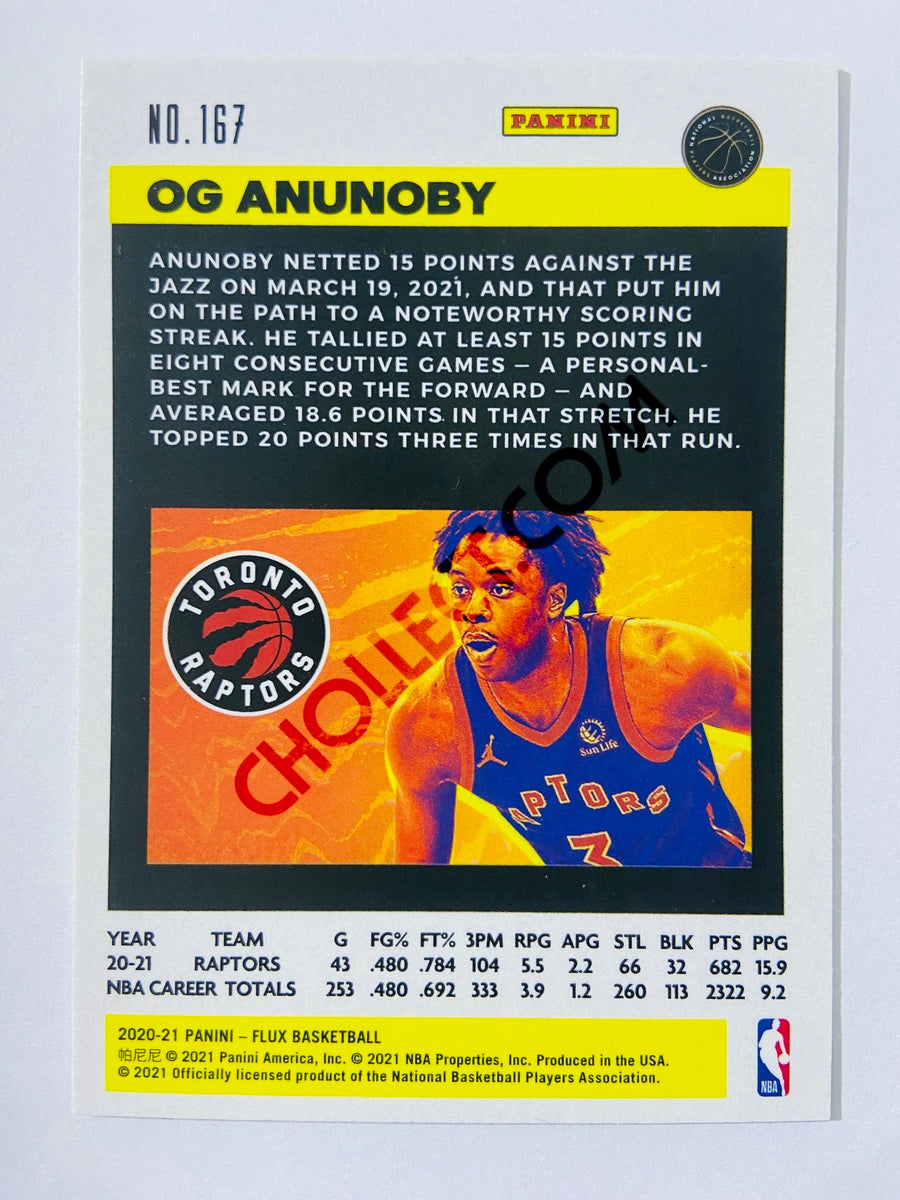 NO.167
PANINI
NATIONAL BASKETBALL
PLAYERS ASSOCIATION
OG ANUNOBY
ANUNOBY NETTED 15 POINTS AGAINST THE
JAZZ ON MARCH 19, 2021, AND THAT PUT HIM
ON THE PATH TO A NOTEWORTHY SCORING
STREAK. HE TALLIED AT LEAST 15 POINTS IN
EIGHT CONSECUTIVE GAMES — A PERSONAL-
BEST MARK FOR THE FORWARD — AND
AVERAGED 18.6 POINTS IN THAT STRETCH. HE
TOPPED 20 POINTS THREE TIMES IN THAT RUN.
CHOLLECT.COM
TORONTO
RAPTORS
Sun Life
RAPTORS
3
YEAR TEAM G FG% FT% 3PM RPG APG STL BLK PTS PPG
20-21 RAPTORS 43 .480 .784 104 5.5 2.2 66 32 682 15.9
NBA CAREER TOTALS 253 .480 .692 333 3.9 1.2 260 113 2322 9.2
2020-21 PANINI – FLUX BASKETBALL
帕尼尼 © 2021 Panini America, Inc. © 2021 NBA Properties, Inc. Produced in the USA.
© 2021 Officially licensed product of the National Basketball Players Association.
NBA